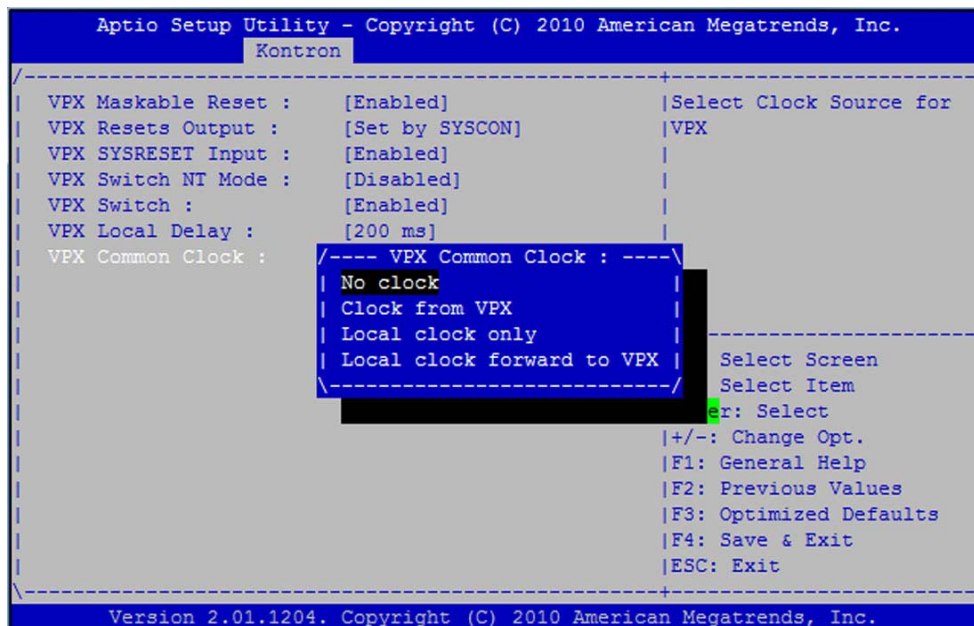 Aptio Setup Utility - Copyright (C) 2010 American Megatrends, Inc.
Kontron
VPX Maskable Reset : [Enabled]
VPX Resets Output : [Set by SYSCON]
VPX SYSRESET Input : [Enabled]
VPX Switch NT Mode : [Disabled]
VPX Switch : [Enabled]
VPX Local Delay : [200 ms]
VPX Common Clock :
/---- VPX Common Clock : ----\
No clock
Clock from VPX
Local clock only
Local clock forward to VPX
Select Clock Source for
VPX
Select Screen
Select Item
er: Select
+/-: Change Opt.
F1: General Help
F2: Previous Values
F3: Optimized Defaults
F4: Save & Exit
ESC: Exit
Version 2.01.1204. Copyright (C) 2010 American Megatrends, Inc.